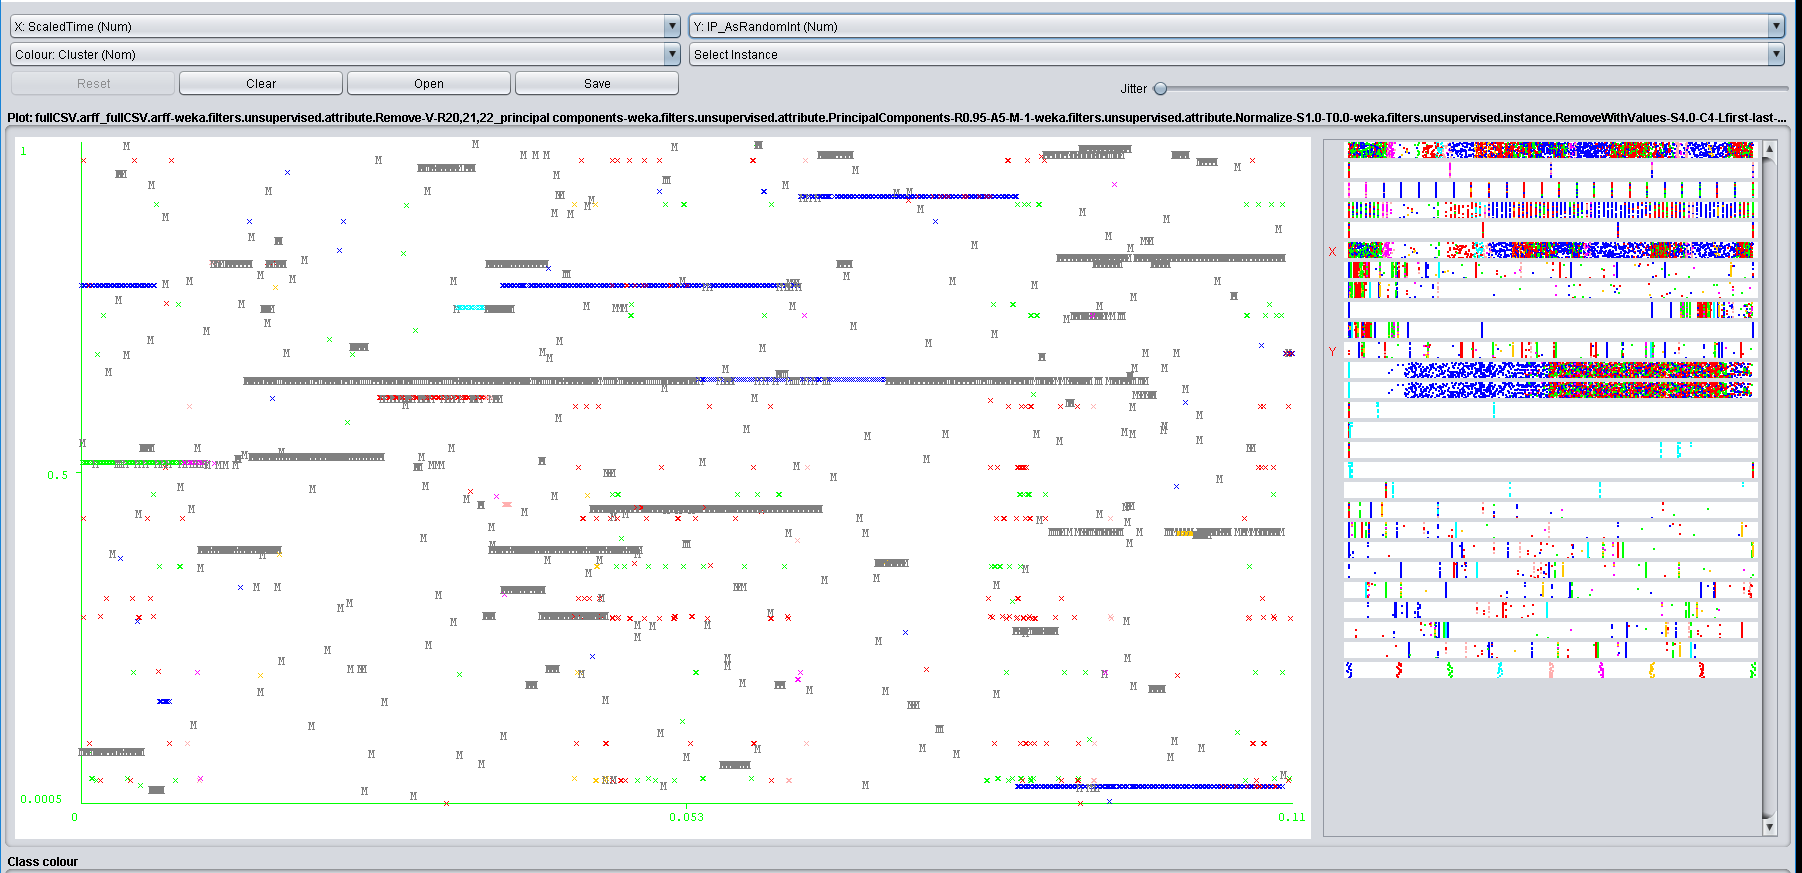 X: ScaledTime (Num)
Y: IP_AsRandomInt (Num)
Colour: Cluster (Nom)
Select Instance
Reset
Clear
Open
Save
Jitter
Plot: fullCSV.arff_fullCSV.arff-weka.filters.unsupervised.attribute.Remove-V-R20,21,22_principal components-weka.filters.unsupervised.attribute.PrincipalComponents-R0.95-A5-M-1-weka.filters.unsupervised.attribute.Normalize-S1.0-T0.0-weka.filters.unsupervised.instance.RemoveWithValues-S4.0-C4-Lfirst-last-...
1
0.5
0.0005
0
0.053
0.11
X
Y
Class colour